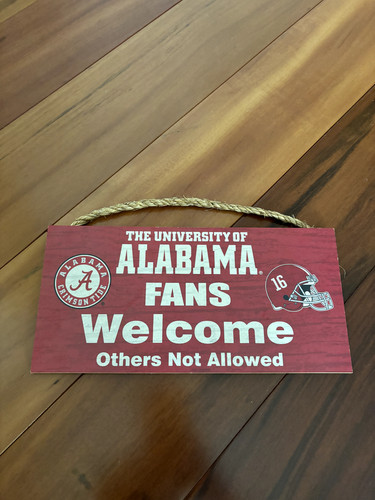 THE UNIVERSITY OF
ALABAMA®
FANS
Welcome
Others Not Allowed
ALABAMA
A
CRIMSON TIDE
16